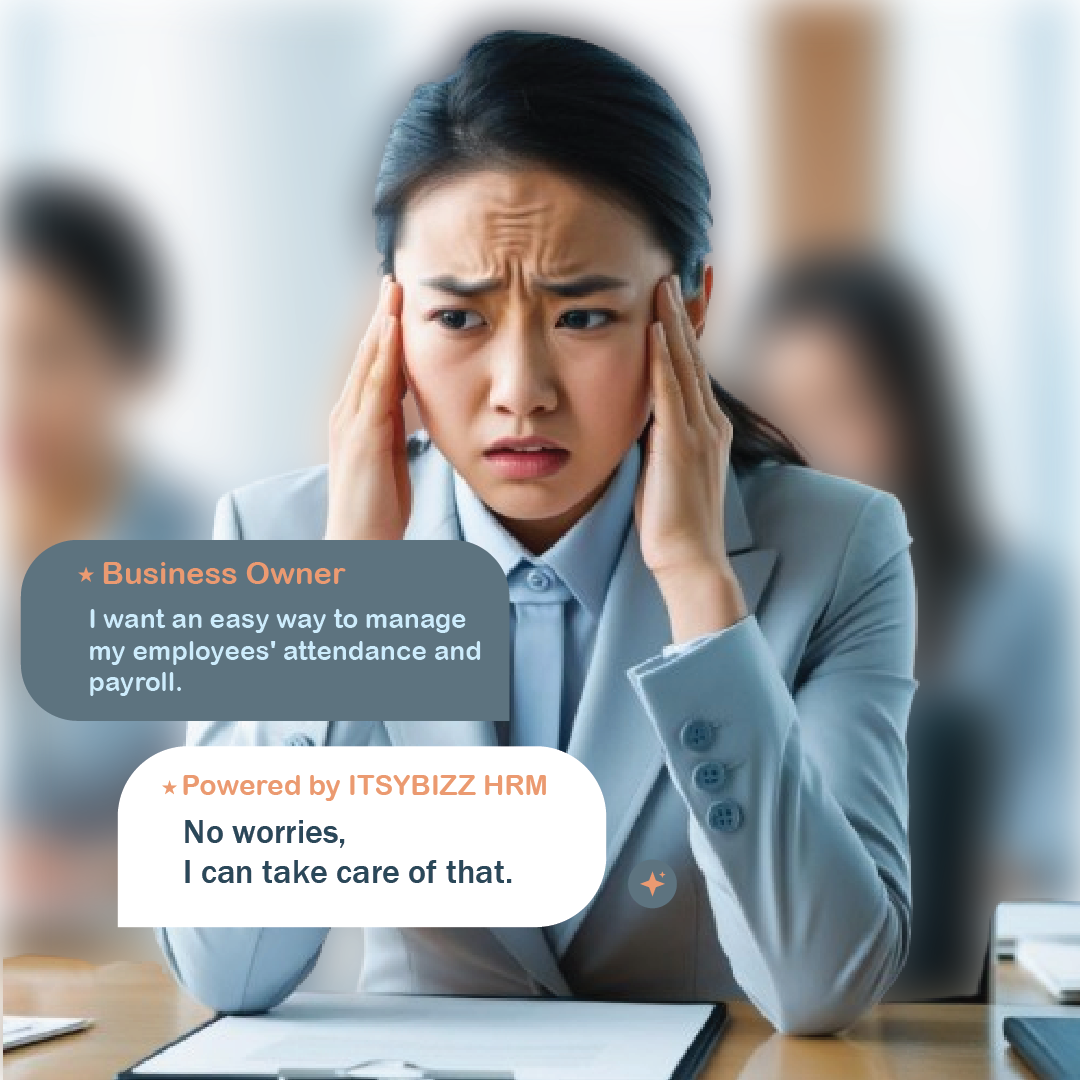 Business Owner
I want an easy way to manage
my employees' attendance and
payroll.
Powered by ITSYBIZZ HRM
No worries,
I can take care of that.